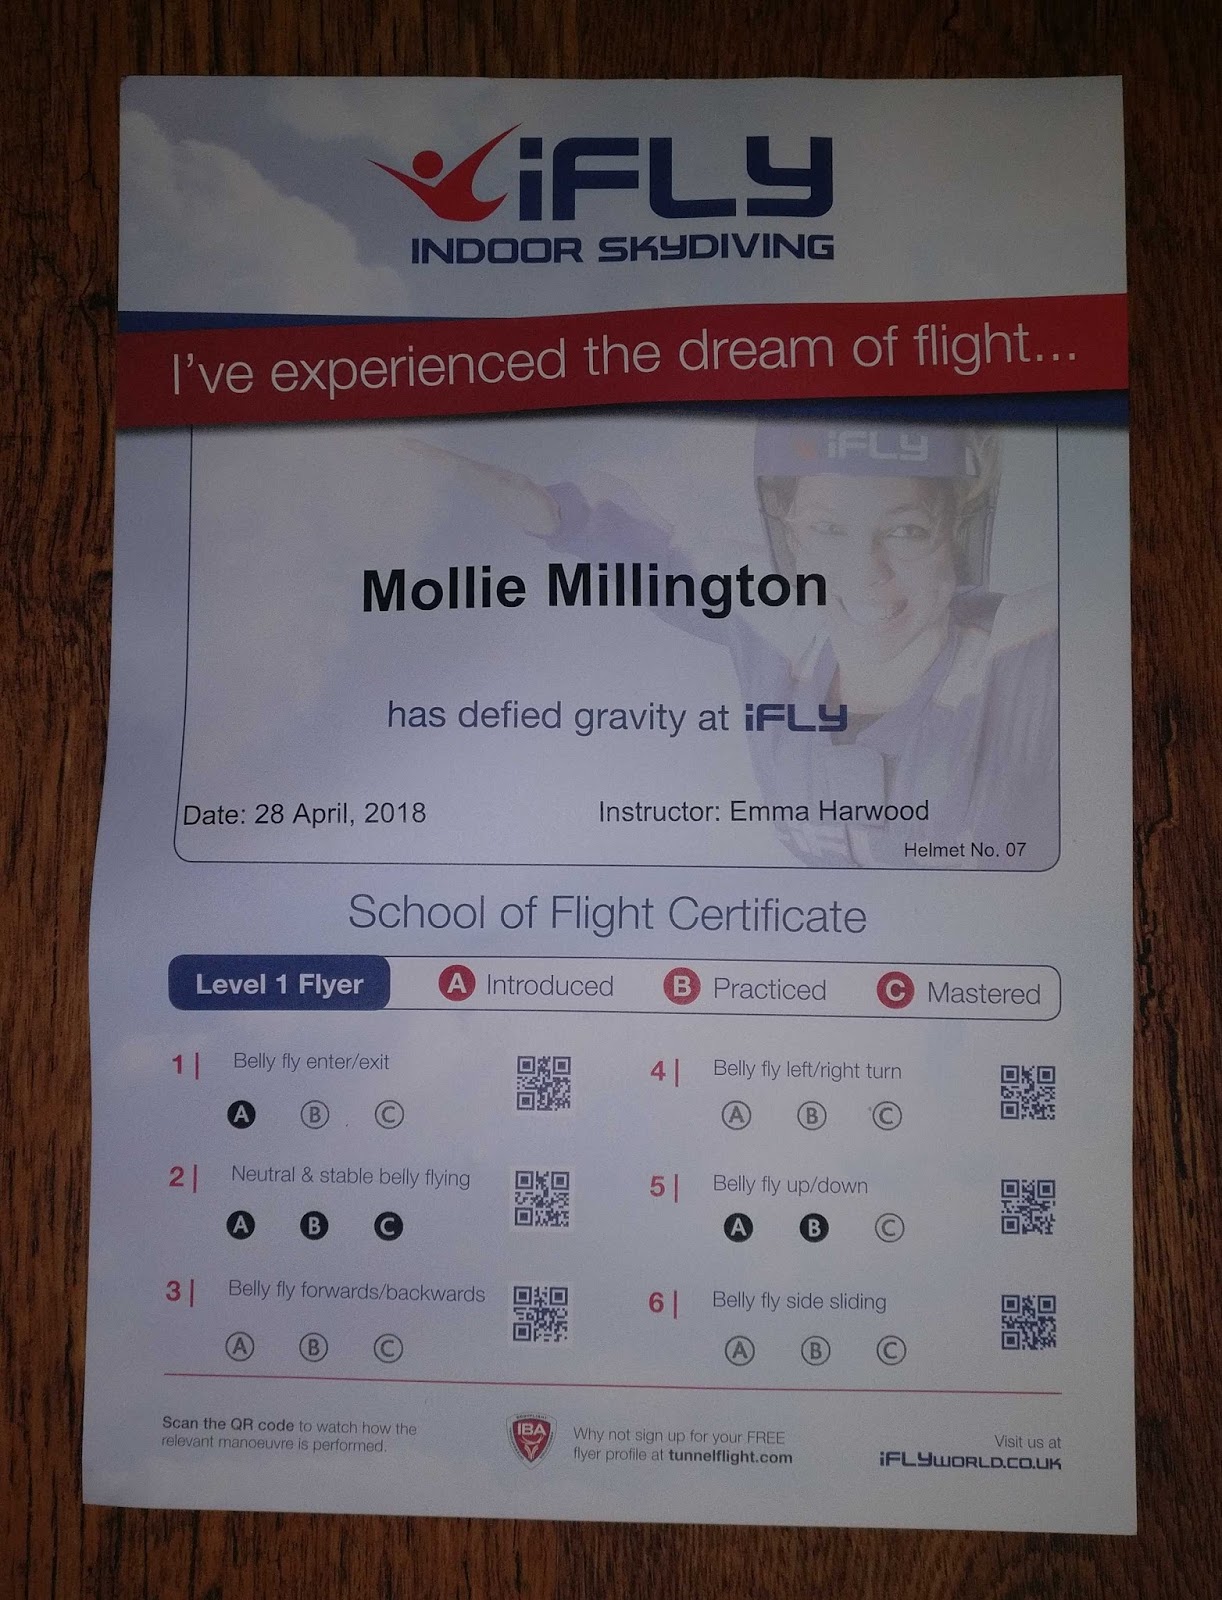 iFLY
INDOOR SKYDIVING
I've experienced the dream of flight...
iFLY
Mollie Millington
has defied gravity at iFLY
Date: 28 April, 2018
Instructor: Emma Harwood
Helmet No. 07
School of Flight Certificate
Level 1 Flyer A Introduced B Practiced C Mastered
1| Belly fly enter/exit
A B C
2| Neutral & stable belly flying
A B C
3| Belly fly forwards/backwards
A B C
4| Belly fly left/right turn
A B C
5| Belly fly up/down
A B C
6| Belly fly side sliding
A B C
Scan the QR code to watch how the
relevant manoeuvre is performed.
IBA
Why not sign up for your FREE
flyer profile at tunnelflight.com
Visit us at
iFLYWORLD.CO.UK